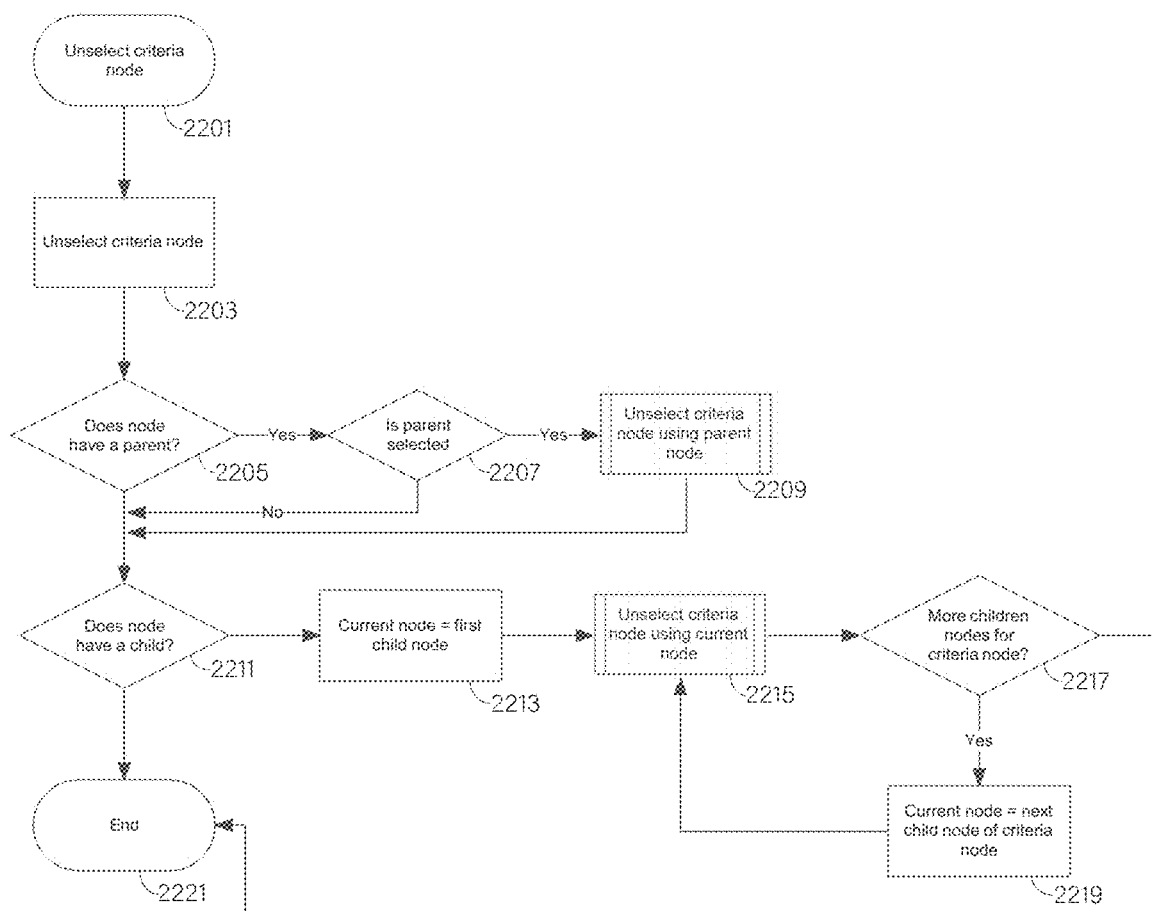 Unselect criteria
node
2201
Unselect criteria node
2203
Does node
have a parent?
2205
Yes
Is parent
selected
2207
Yes
Unselect criteria
node using parent
node
2209
No
Does node
have a child?
2211
Current node = first
child node
2213
Unselect criteria
node using current
node
2215
More children
nodes for
criteria node?
2217
Yes
Current node = next
child node of criteria
node
2219
End
2221